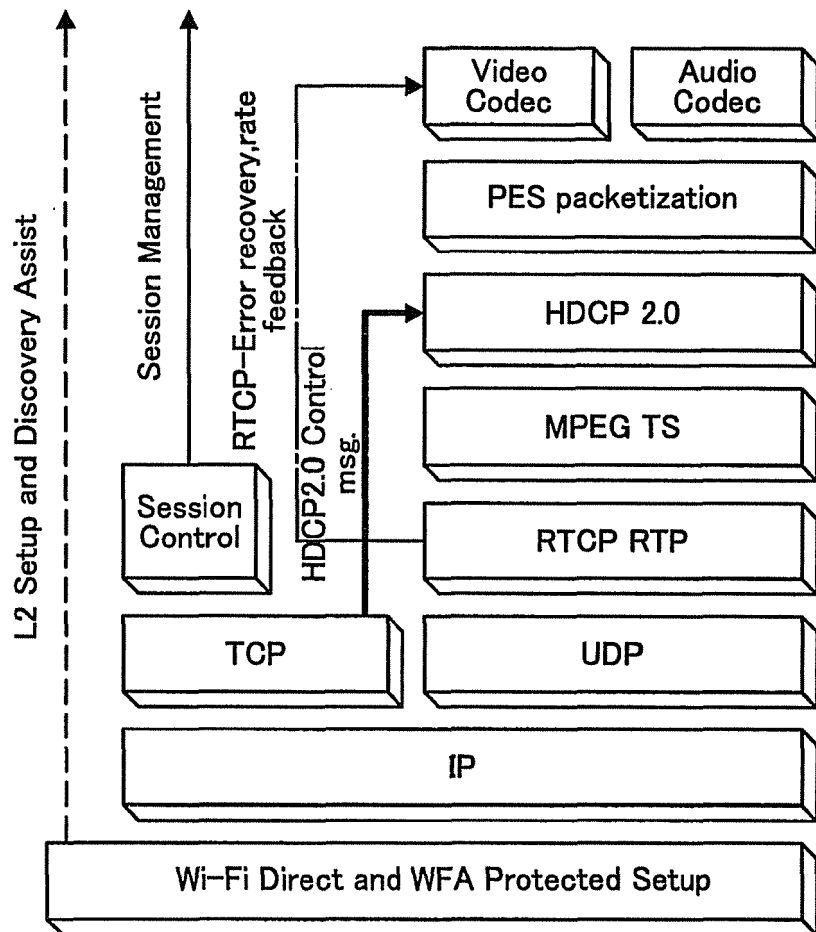 Video
Codec
Audio
Codec
PES packetization
HDCP 2.0
MPEG TS
RTCP RTP
Session
Control
TCP
UDP
IP
Wi-Fi Direct and WFA Protected Setup
L2 Setup and Discovery Assist
Session Management
RTCP-Error recovery,rate
feedback
HDCP2.0 Control
msg.